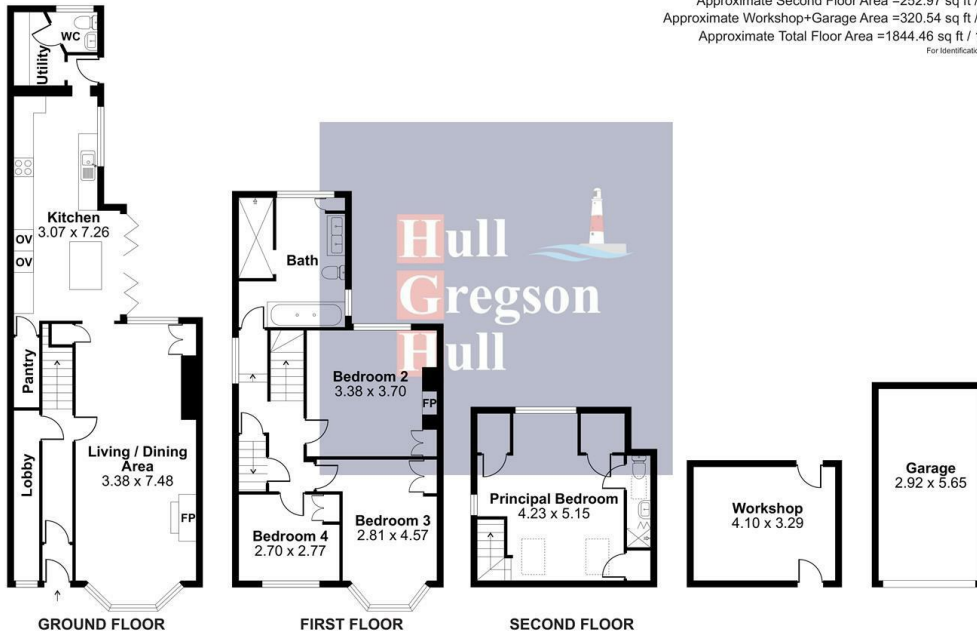 Approximate Second Floor Area =252.97 sq ft /
Approximate Workshop+Garage Area =320.54 sq ft /
Approximate Total Floor Area =1844.46 sq ft /
For Identificatio
WC
Utility
Kitchen
3.07 x 7.26
OV
OV
Pantry
Lobby
Living / Dining
Area
3.38 x 7.48
FP
GROUND FLOOR
Bath
Bedroom 2
3.38 x 3.70
FP
Bedroom 4
2.70 x 2.77
Bedroom 3
2.81 x 4.57
FIRST FLOOR
Hull
Gregson
Hull
Principal Bedroom
4.23 x 5.15
SECOND FLOOR
Workshop
4.10 x 3.29
Garage
2.92 x 5.65